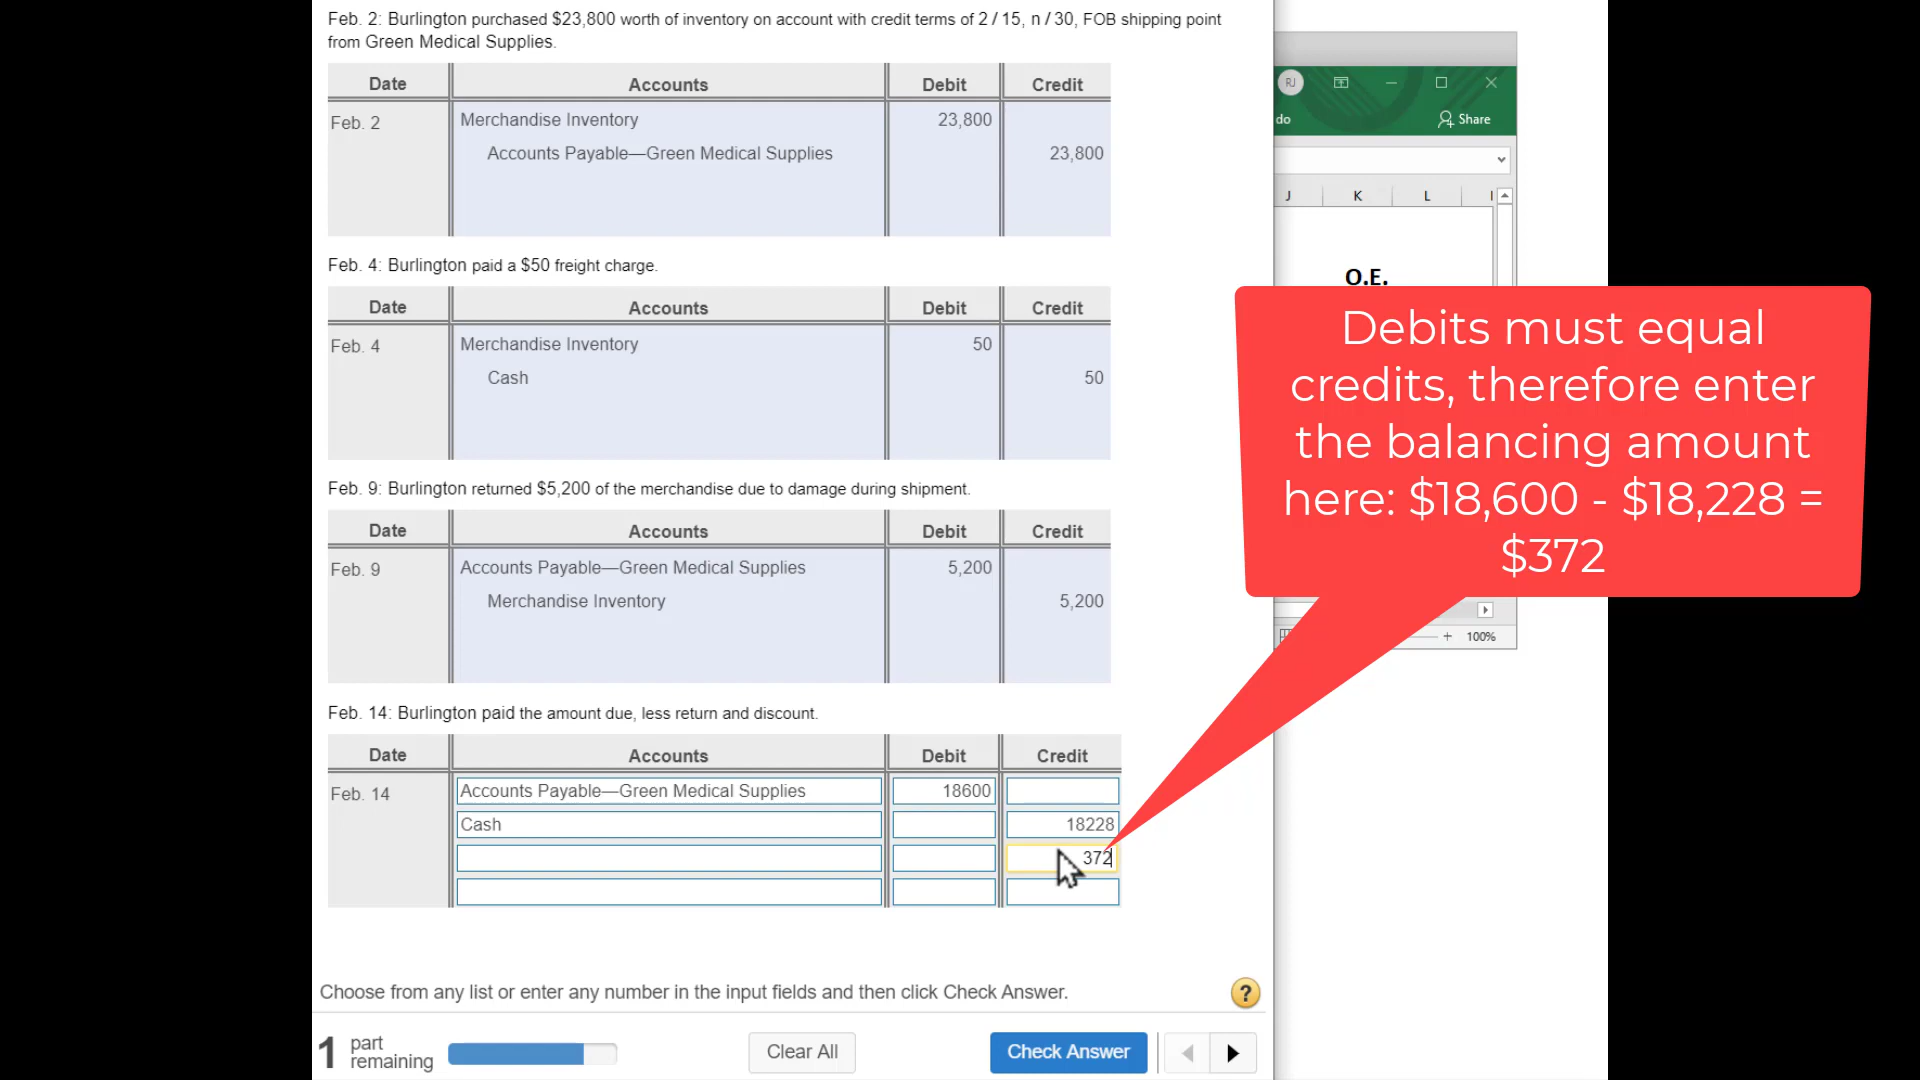 Feb. 2: Burlington purchased $23,800 worth of inventory on account with credit terms of 2 / 15, n / 30, FOB shipping point
from Green Medical Supplies.
Date Accounts Debit Credit
Feb. 2 Merchandise Inventory 23,800
Accounts Payable—Green Medical Supplies 23,800
Feb. 4: Burlington paid a $50 freight charge.
Date Accounts Debit Credit
Feb. 4 Merchandise Inventory 50
Cash 50
Feb. 9: Burlington returned $5,200 of the merchandise due to damage during shipment.
Date Accounts Debit Credit
Feb. 9 Accounts Payable—Green Medical Supplies 5,200
Merchandise Inventory 5,200
Feb. 14: Burlington paid the amount due, less return and discount.
Date Accounts Debit Credit
Feb. 14 Accounts Payable—Green Medical Supplies 18600
Cash 18228
372
Choose from any list or enter any number in the input fields and then click Check Answer.
?
1 part remaining
Clear All
Check Answer
RJ
do
Share
J K L
O.E.
Debits must equal
credits, therefore enter
the balancing amount
here: $18,600 - $18,228 =
$372
+ 100%